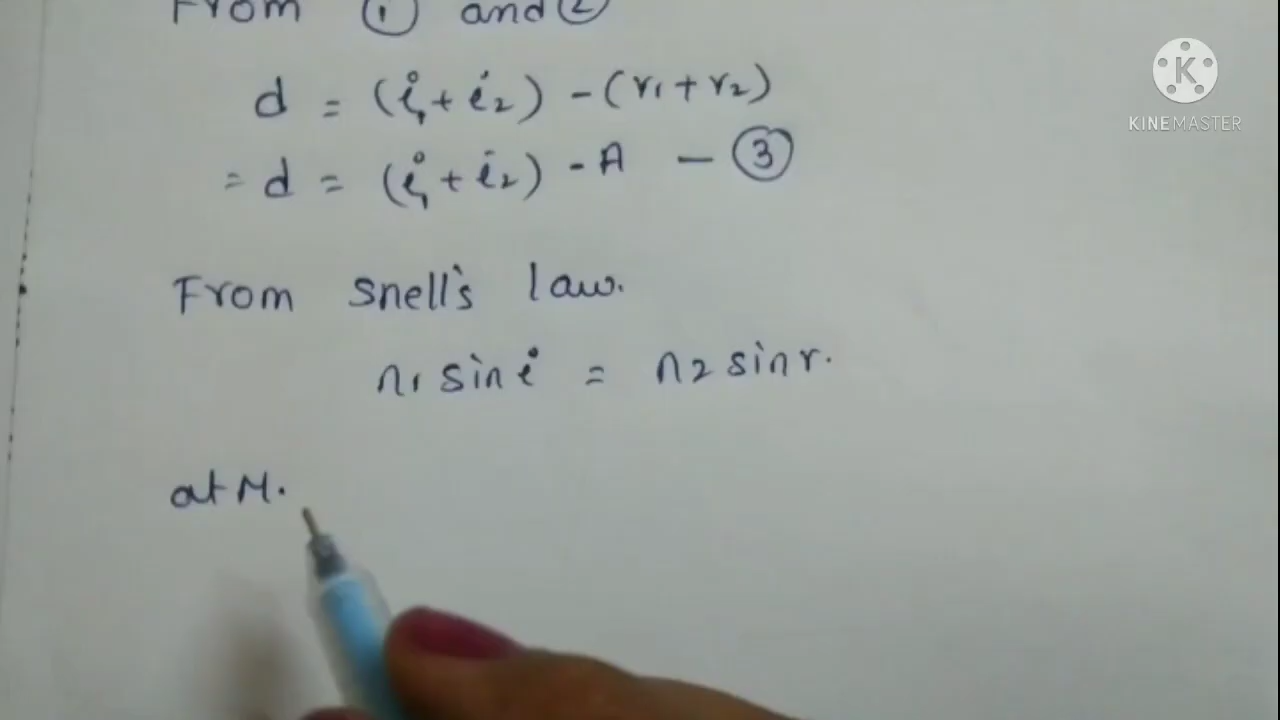 From ① and ②
d = (i₁ + i₂) - (r₁ + r₂)
= d = (i₁ + i₂) - A — ③
From snell's law.
n₁ sin i = n₂ sin r.
at M.
K
KINEMASTER